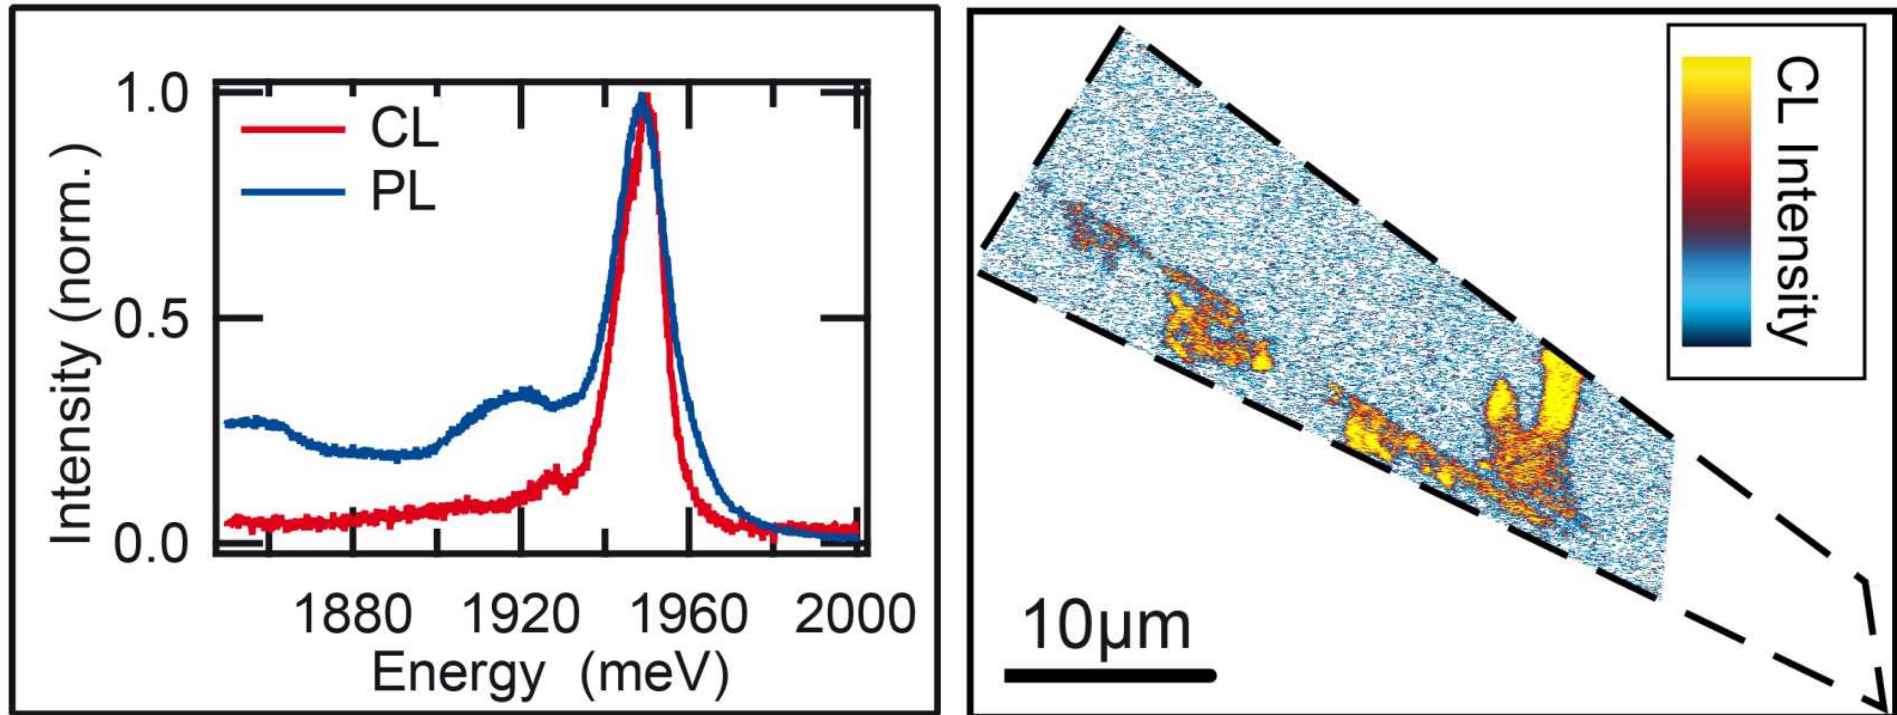 1.0
0.5
0.0
Intensity (norm.)
CL
PL
1880 1920 1960 2000
Energy (meV)
CL Intensity
10μm